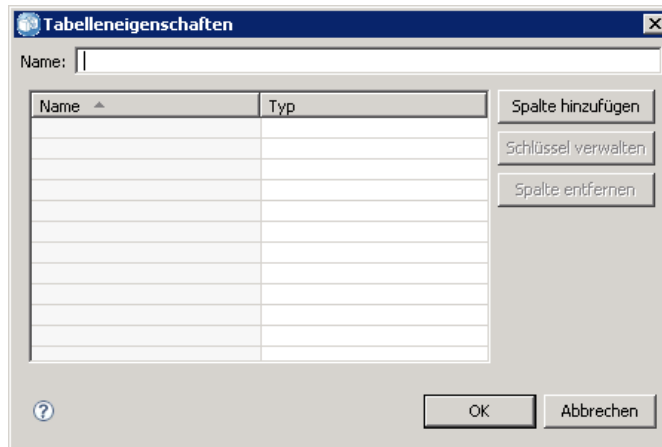 Tabelleneigenschaften
Name:
Name Typ
Spalte hinzufügen
Schlüssel verwalten
Spalte entfernen
?
OK Abbrechen